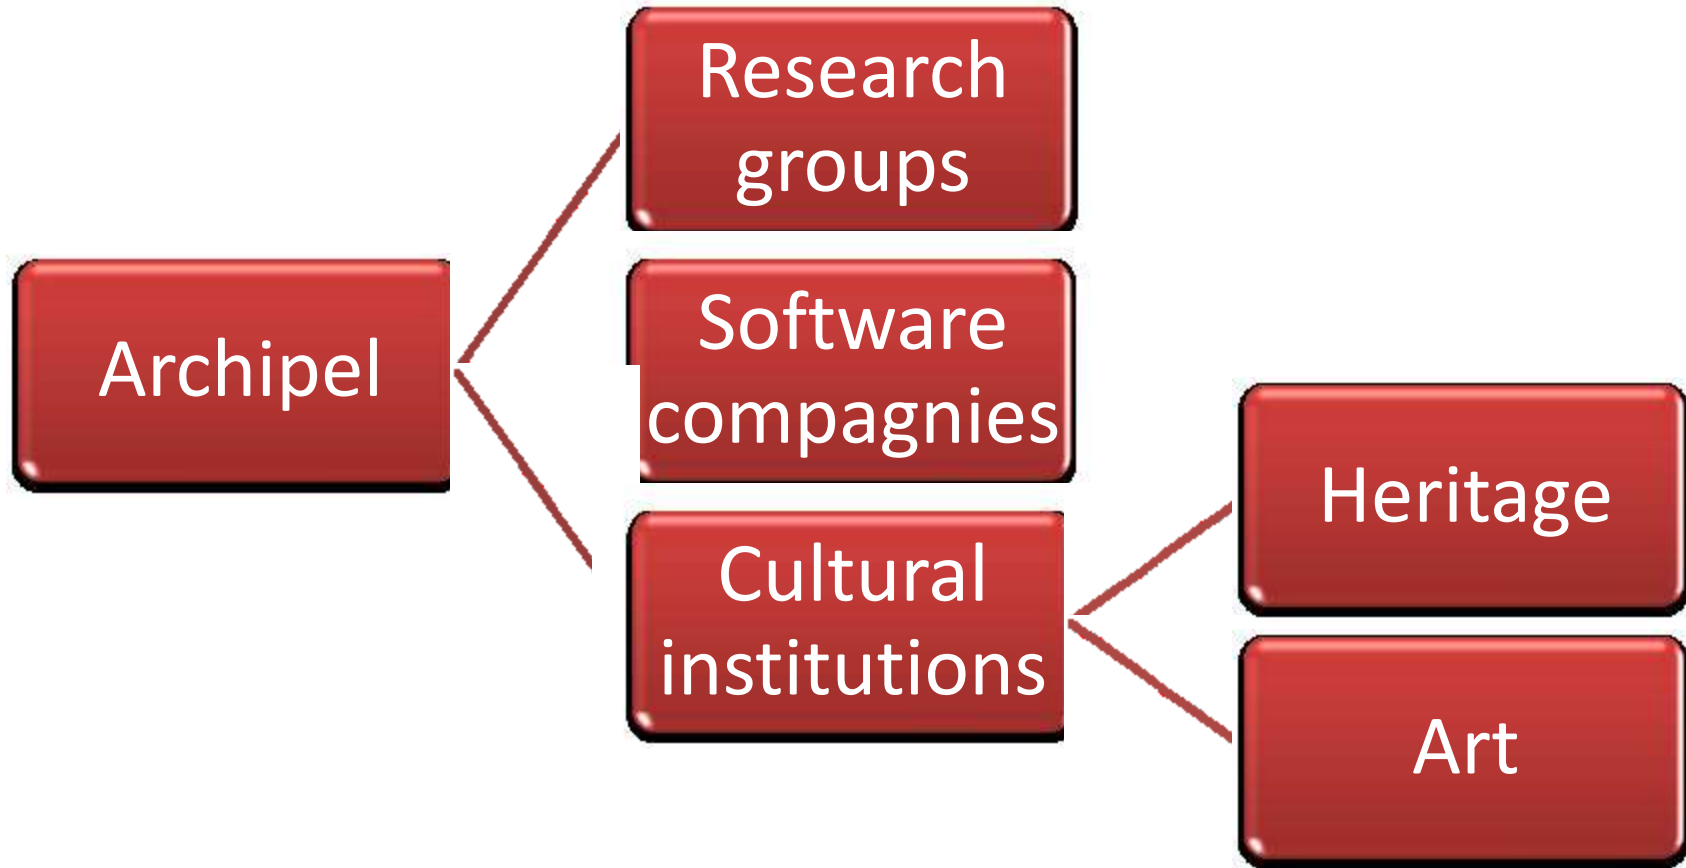 Archipel
Research
groups
Software
compagnies
Cultural
institutions
Heritage
Art